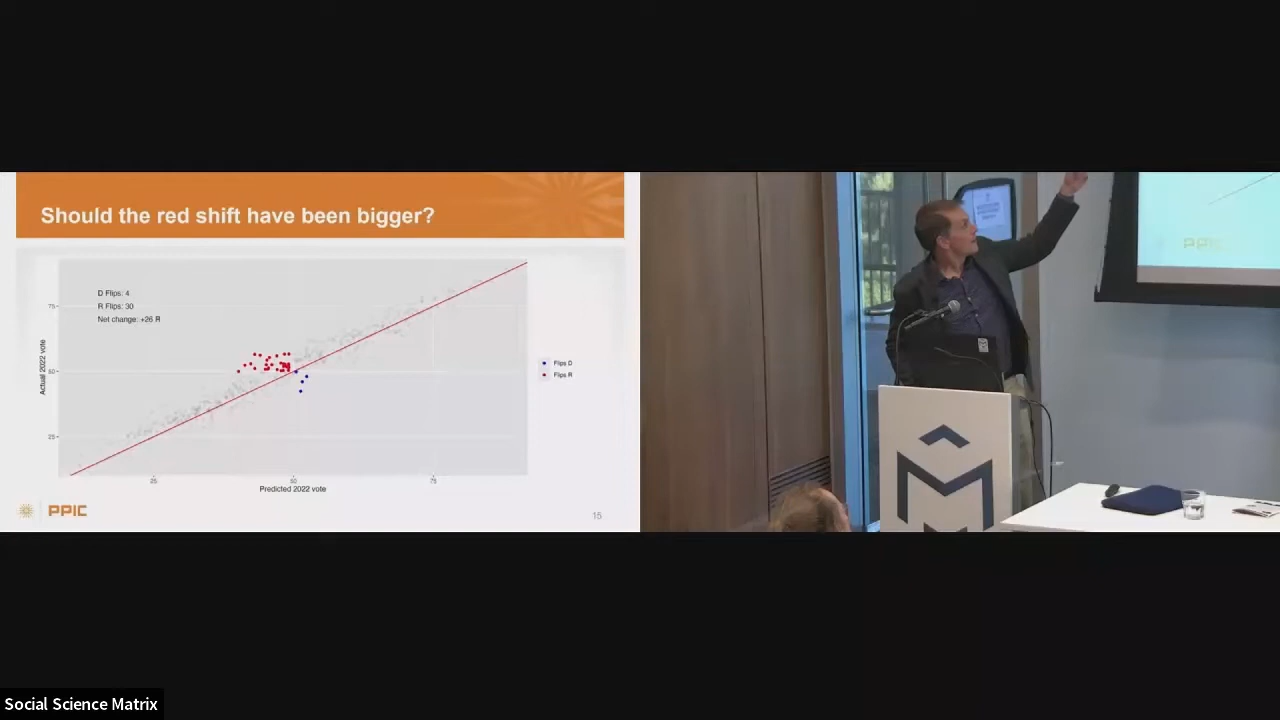 Should the red shift have been bigger?
D Flips: 4
R Flips: 30
Net change: +26 R
75
50
25
Actual 2022 vote
25
50
75
Predicted 2022 vote
Flips D
Flips R
PPIC
15
PPIC
Social Science Matrix